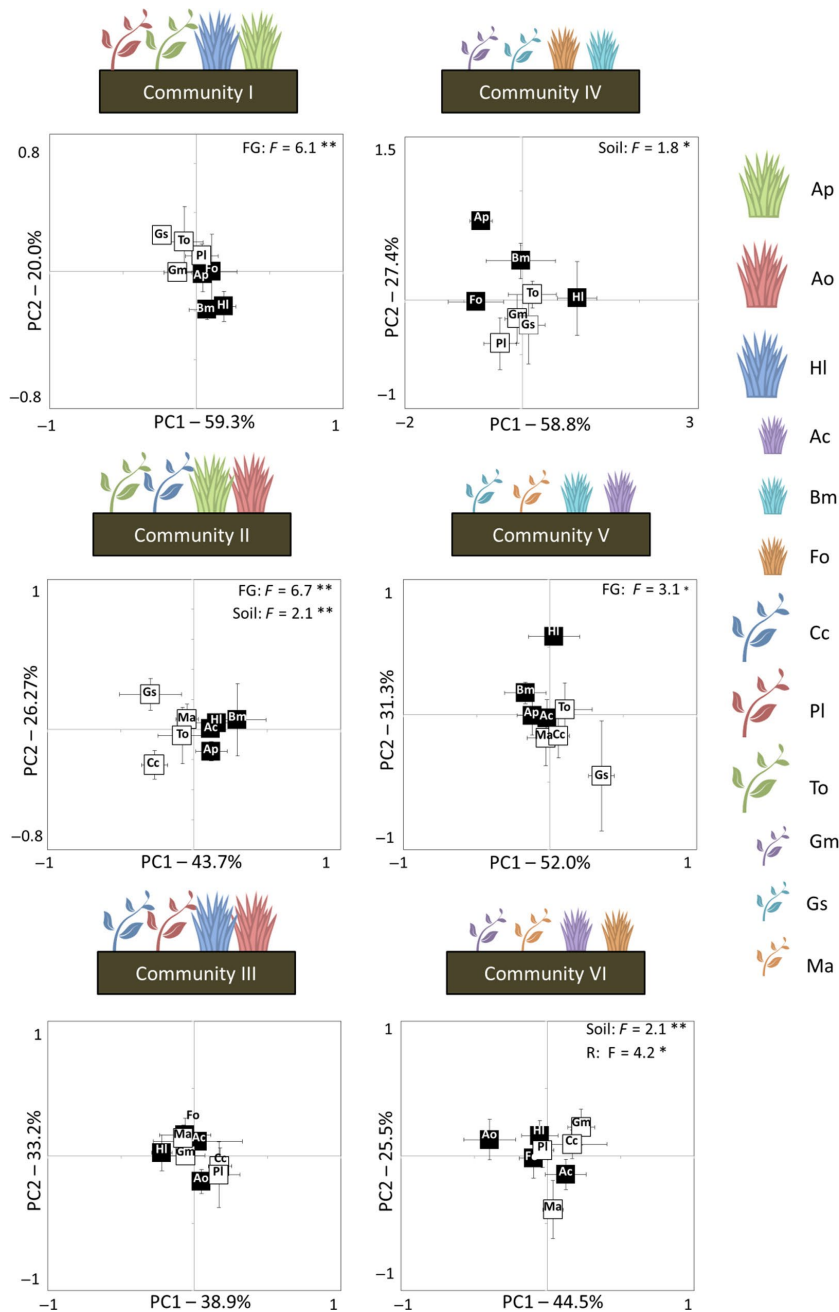 Community I
0.8
FG: F = 6.1 **
Gs
To
Pl
Gm
Ap
Fo
Bm
Hl
PC2 – 20.0%
–0.8
–1
PC1 – 59.3%
1
Community IV
1.5
Soil: F = 1.8 *
Ap
Bm
To
Hl
Fo
Gm
Gs
Pl
PC2 – 27.4%
–1
–2
PC1 – 58.8%
3
Community II
1
FG: F = 6.7 **
Soil: F = 2.1 **
Gs
Ma
Hl
Bm
Ac
To
Ap
Cc
PC2 – 26.27%
–0.8
–1
PC1 – 43.7%
1
Community V
1
FG: F = 3.1 *
Hl
Bm
To
Ap
Ac
Ma
Cc
Gs
PC2 – 31.3%
–1
–1
PC1 – 52.0%
1
Community III
1
Fo
Ma
Ac
Hl
Gm
Cc
Pl
Ao
PC2 – 33.2%
–1
–1
PC1 – 38.9%
1
Community VI
1
Soil: F = 2.1 **
R: F = 4.2 *
Gm
Ao
Hl
Cc
Pl
Fo
Ac
Ma
PC2 – 25.5%
–1
–1
PC1 – 44.5%
1
Ap
Ao
Hl
Ac
Bm
Fo
Cc
Pl
To
Gm
Gs
Ma